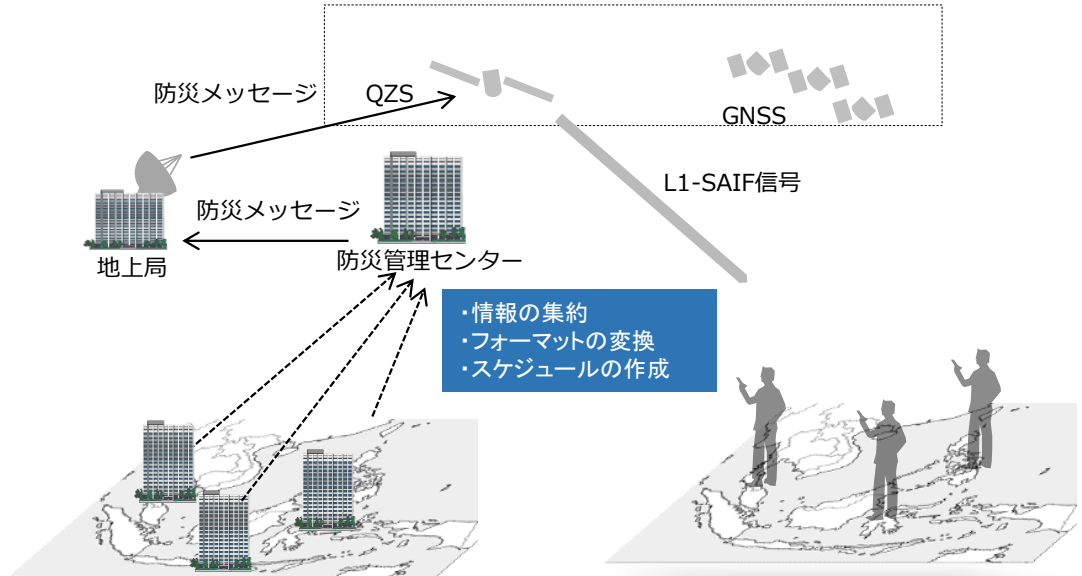 防災メッセージ
QZS
GNSS
L1-SAIF信号
防災メッセージ
地上局
防災管理センター
・情報の集約
・フォーマットの変換
・スケジュールの作成